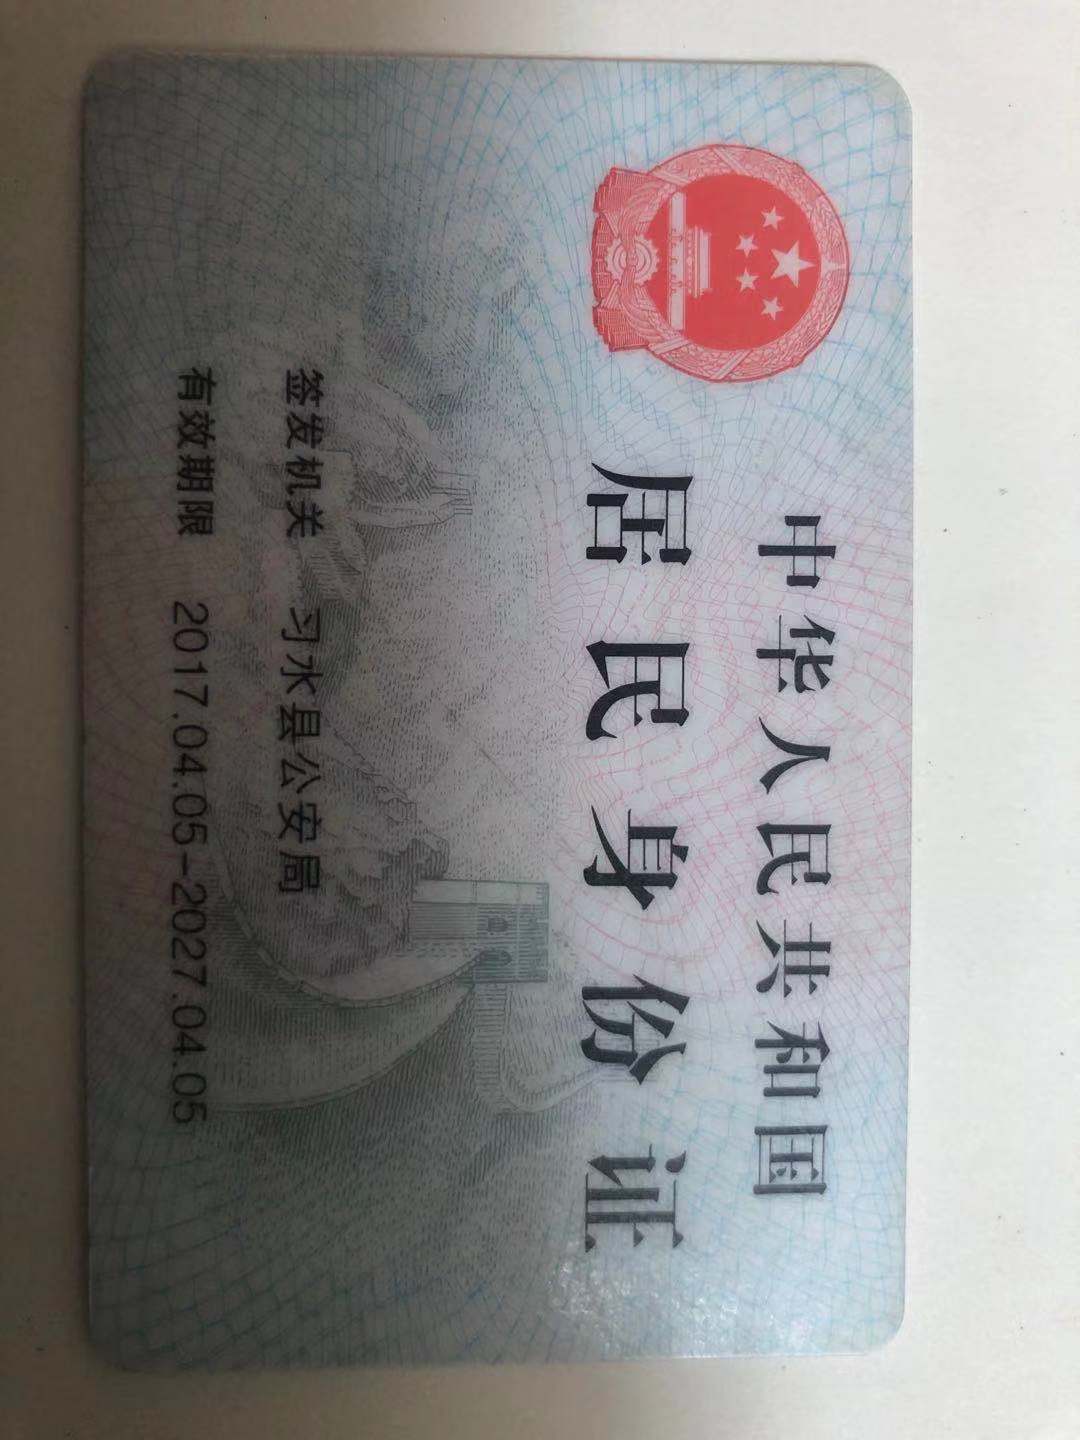 中华人民共和国
居民身份证
签发机关 习水县公安局
有效期限 2017.04.05-2027.04.05